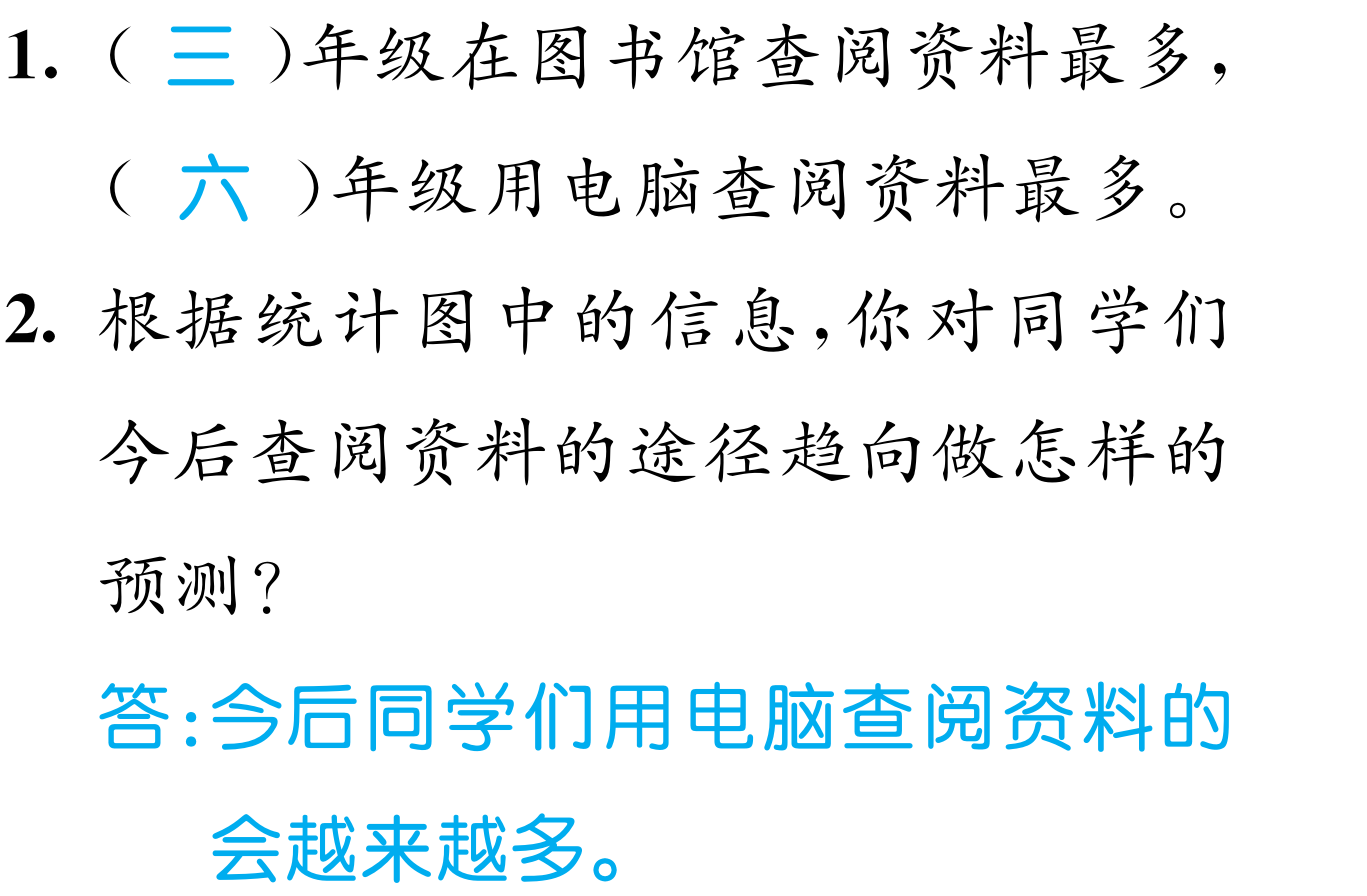 1. ( 三 )年级在图书馆查阅资料最多，
( 六 )年级用电脑查阅资料最多。
2. 根据统计图中的信息，你对同学们
今后查阅资料的途径趋向做怎样的
预测？
答：今后同学们用电脑查阅资料的
会越来越多。